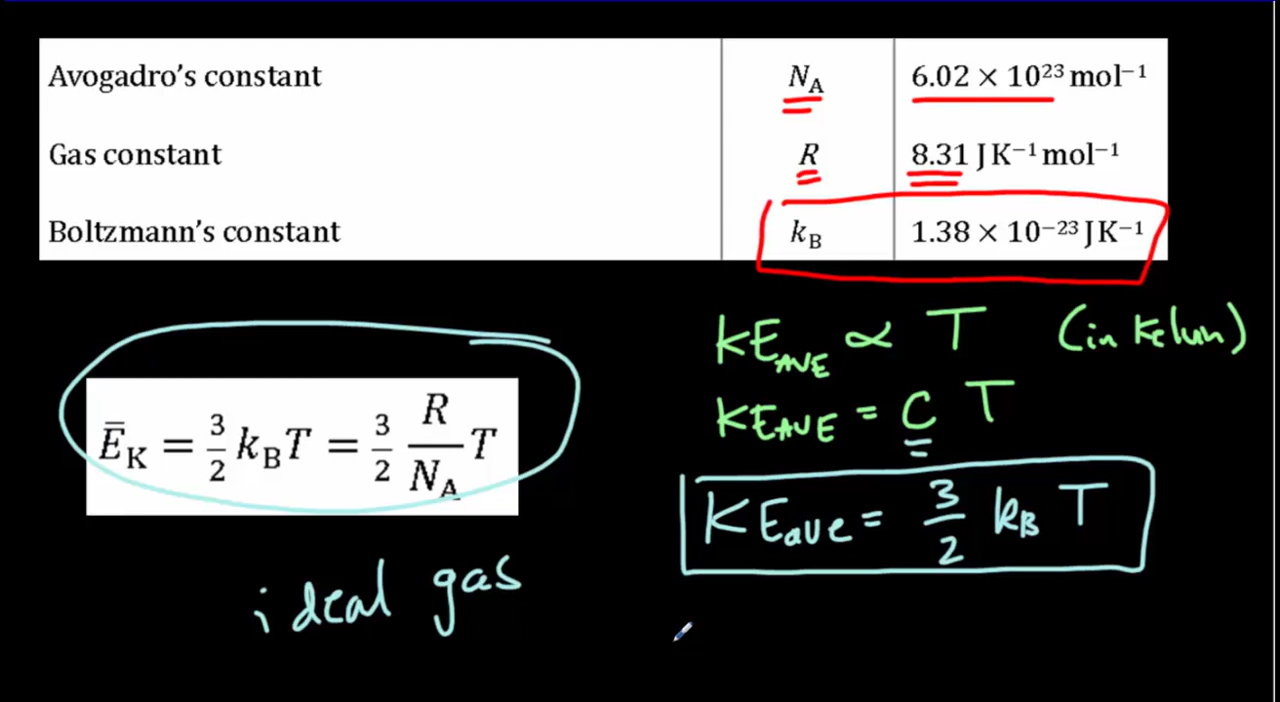 Avogadro's constant N_A 6.02 × 10²³ mol⁻¹
Gas constant R 8.31 J K⁻¹ mol⁻¹
Boltzmann's constant k_B 1.38 × 10⁻²³ J K⁻¹
KE_AVE ∝ T (in Kelvin)
KE_AVE = C T
Ē_K = 3/2 k_B T = 3/2 R/N_A T
KE_ave = 3/2 k_B T
ideal gas